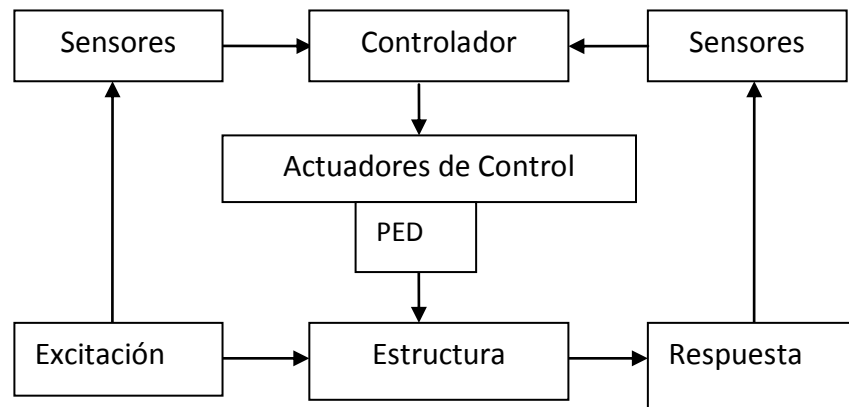 Sensores
Controlador
Sensores
Actuadores de Control
PED
Excitación
Estructura
Respuesta